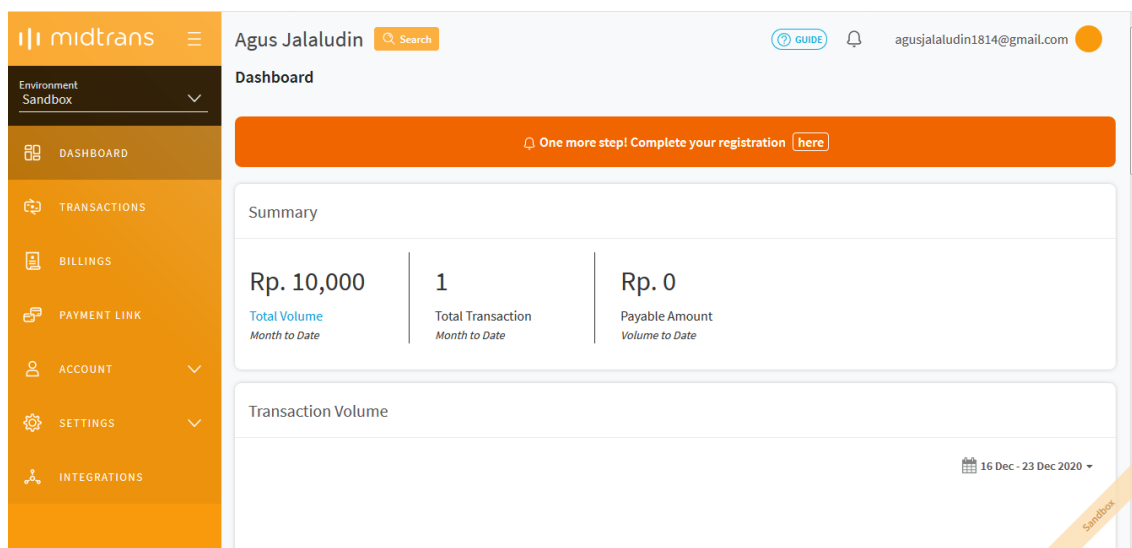 midtrans
Environment
Sandbox
DASHBOARD
TRANSACTIONS
BILLINGS
PAYMENT LINK
ACCOUNT
SETTINGS
INTEGRATIONS
Agus Jalaludin Search
GUIDE
agusjalaludin1814@gmail.com
Dashboard
One more step! Complete your registration here
Summary
Rp. 10,000
Total Volume
Month to Date
1
Total Transaction
Month to Date
Rp. 0
Payable Amount
Volume to Date
Transaction Volume
16 Dec - 23 Dec 2020
Sandbox